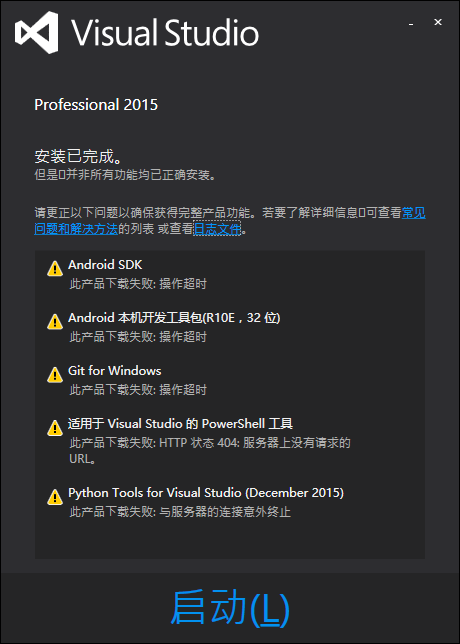 Visual Studio
Professional 2015
安装已完成。
但是▯并非所有功能均已正确安装。
请更正以下问题以确保获得完整产品功能。若要了解详细信息▯可查看常见
问题和解决方法的列表 或查看日志文件。
Android SDK
此产品下载失败: 操作超时
Android 本机开发工具包(R10E，32 位)
此产品下载失败: 操作超时
Git for Windows
此产品下载失败: 操作超时
适用于 Visual Studio 的 PowerShell 工具
此产品下载失败: HTTP 状态 404: 服务器上没有请求的
URL。
Python Tools for Visual Studio (December 2015)
此产品下载失败: 与服务器的连接意外终止
启动(L)